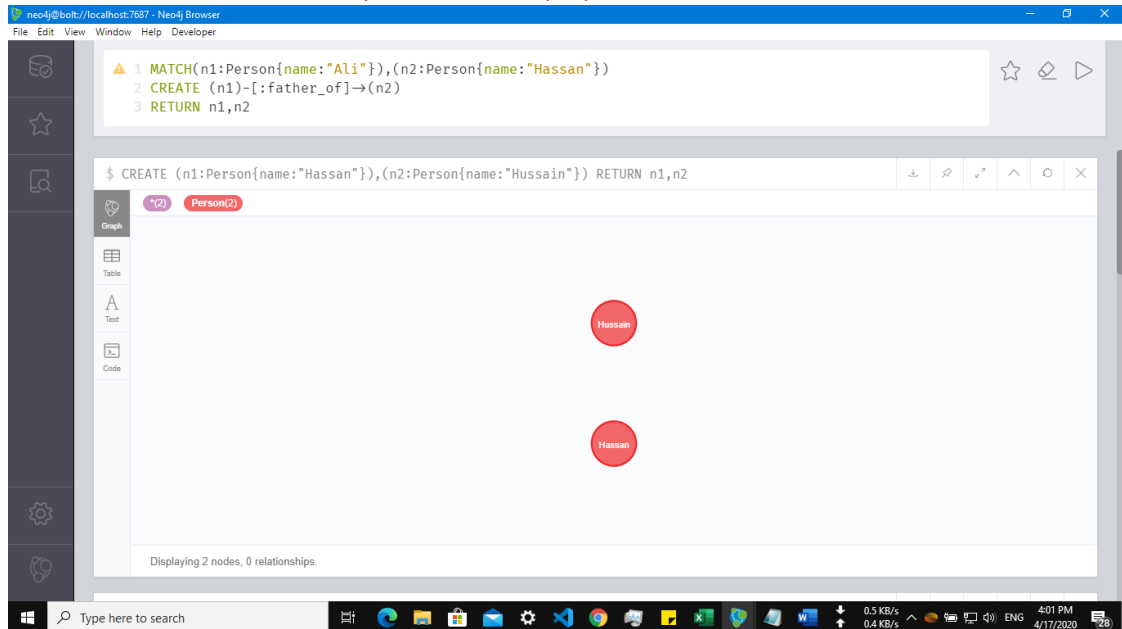 neo4j@bolt://localhost:7687 - Neo4j Browser
File Edit View Window Help Developer
1 MATCH(n1:Person{name:"Ali"}),(n2:Person{name:"Hassan"})
2 CREATE (n1)-[:father_of]→(n2)
3 RETURN n1,n2
$ CREATE (n1:Person{name:"Hassan"}),(n2:Person{name:"Hussain"}) RETURN n1,n2
*(2) Person(2)
Graph
Table
A
Text
Code
Hussain
Hassan
Displaying 2 nodes, 0 relationships.
Type here to search
0.5 KB/s
0.4 KB/s
ENG
4:01 PM
4/17/2020
28